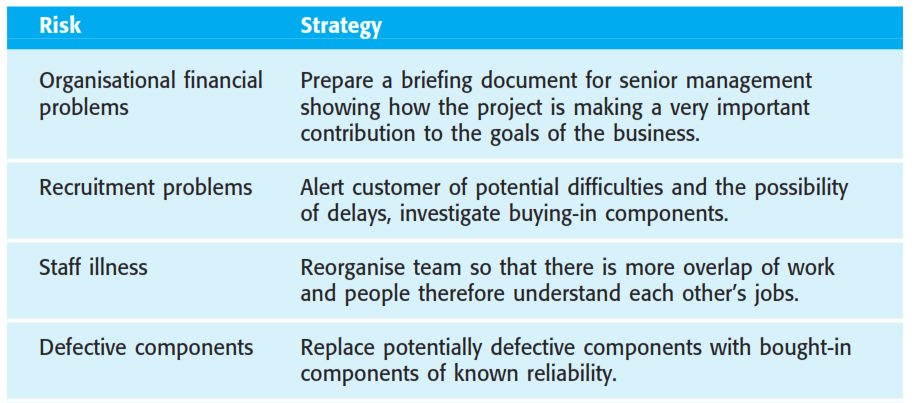 Risk Strategy
Organisational financial problems Prepare a briefing document for senior management
showing how the project is making a very important
contribution to the goals of the business.
Recruitment problems Alert customer of potential difficulties and the possibility
of delays, investigate buying-in components.
Staff illness Reorganise team so that there is more overlap of work
and people therefore understand each other's jobs.
Defective components Replace potentially defective components with bought-in
components of known reliability.